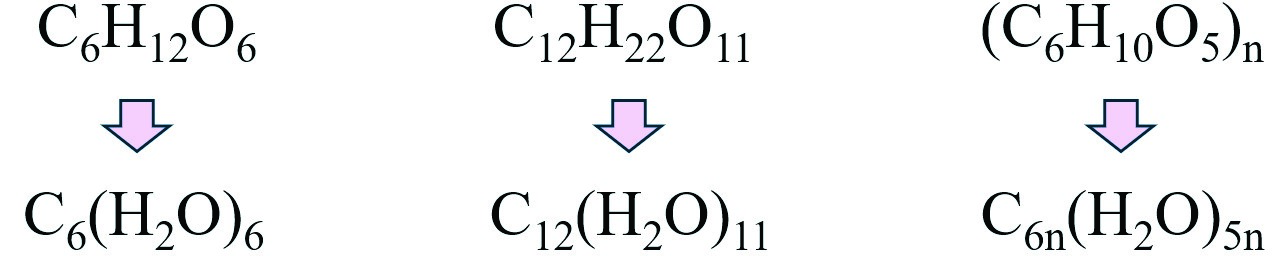 C₆H₁₂O₆ C₁₂H₂₂O₁₁ (C₆H₁₀O₅)ₙ
C₆(H₂O)₆ C₁₂(H₂O)₁₁ C₆ₙ(H₂O)₅ₙ